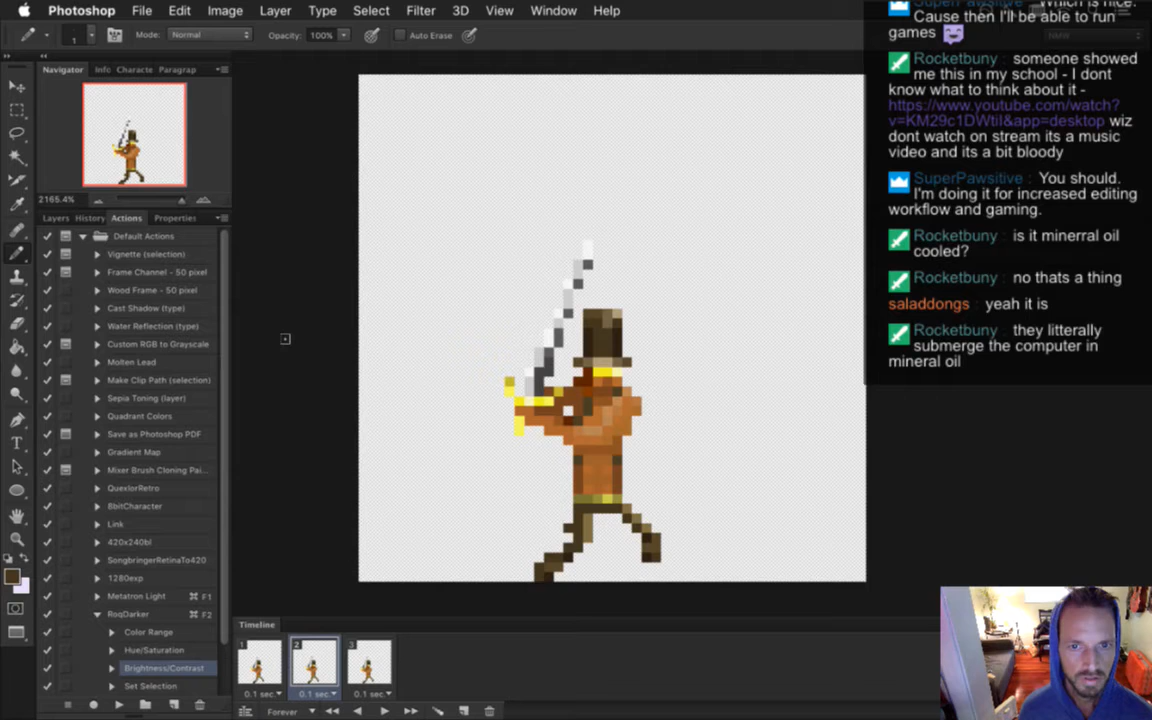 Photoshop File Edit Image Layer Type Select Filter 3D View Window Help
1 Mode: Normal Opacity: 100% Auto Erase
Navigator Info Characte Paragrap
2165.4%
Layers History Actions Properties
Default Actions
Vignette (selection)
Frame Channel - 50 pixel
Wood Frame - 50 pixel
Cast Shadow (type)
Water Reflection (type)
Custom RGB to Grayscale
Molten Lead
Make Clip Path (selection)
Sepia Toning (layer)
Quadrant Colors
Save as Photoshop PDF
Gradient Map
Mixer Brush Cloning Pai...
QuexlorRetro
8bitCharacter
Link
420x240bl
SongbringerRetinaTo420
1280exp
Metatron Light ⌘ F1
RoqDarker ⌘ F2
Color Range
Hue/Saturation
Brightness/Contrast
Set Selection
Timeline
1 2 3
0.1 sec. 0.1 sec. 0.1 sec.
Forever
SuperPawsitive : Which is nice.
Cause then I'll be able to run
games
Rocketbuny : someone showed
me this in my school - I dont
know what to think about it -
https://www.youtube.com/watch?
v=KM29c1DWtiI&app=desktop wiz
dont watch on stream its a music
video and its a bit bloody
SuperPawsitive : You should.
I'm doing it for increased editing
workflow and gaming.
Rocketbuny : is it minerral oil
cooled?
Rocketbuny : no thats a thing
saladdongs : yeah it is
Rocketbuny : they litterally
submerge the computer in
mineral oil
NMW